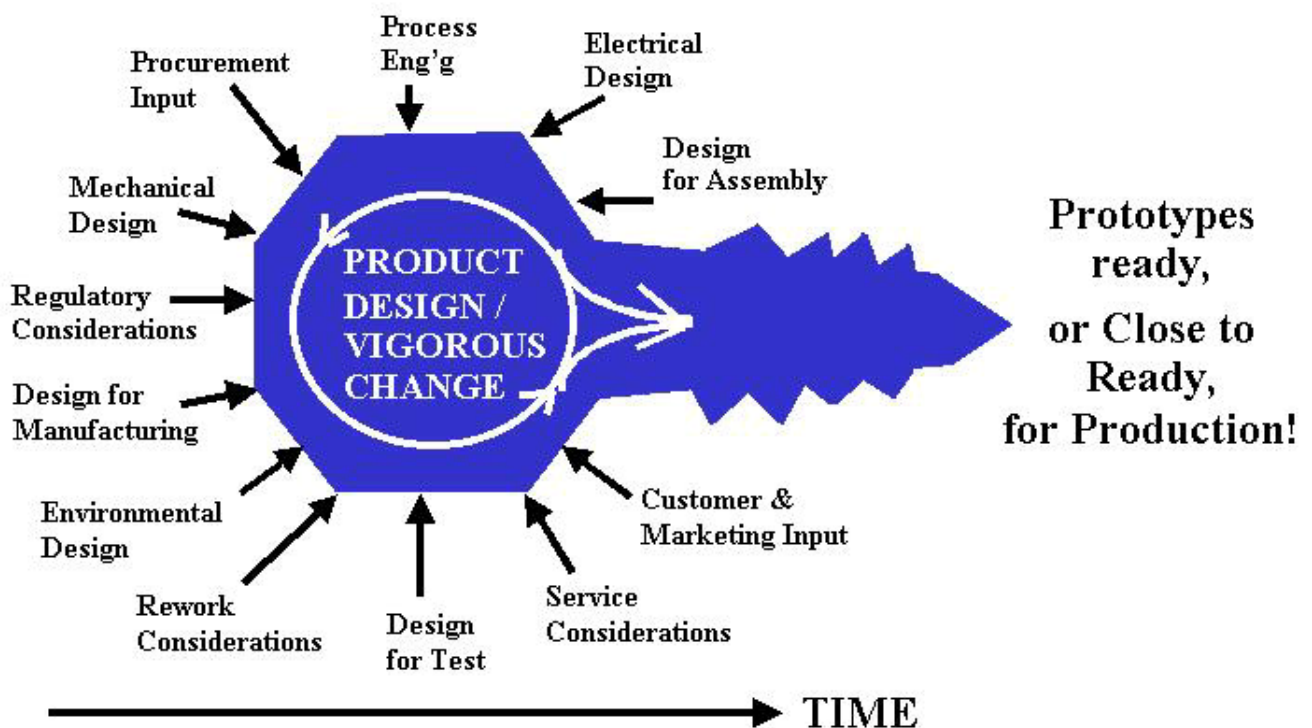 Process
Eng'g
Electrical
Design
Procurement
Input
Design
for Assembly
Mechanical
Design
Prototypes
ready,
or Close to
Ready,
for Production!
PRODUCT
DESIGN /
VIGOROUS
CHANGE
Regulatory
Considerations
Design for
Manufacturing
Environmental
Design
Customer &
Marketing Input
Rework
Considerations
Design
for Test
Service
Considerations
TIME